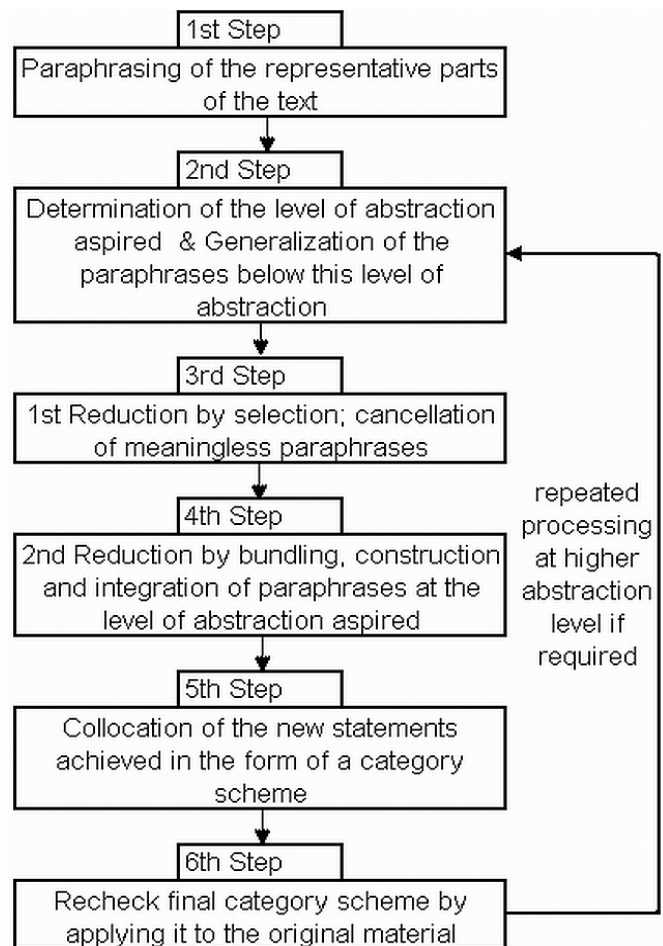 1st Step
Paraphrasing of the representative parts
of the text
2nd Step
Determination of the level of abstraction
aspired & Generalization of the
paraphrases below this level of
abstraction
3rd Step
1st Reduction by selection; cancellation
of meaningless paraphrases
4th Step
2nd Reduction by bundling, construction
and integration of paraphrases at the
level of abstraction aspired
5th Step
Collocation of the new statements
achieved in the form of a category
scheme
6th Step
Recheck final category scheme by
applying it to the original material
repeated
processing
at higher
abstraction
level if
required